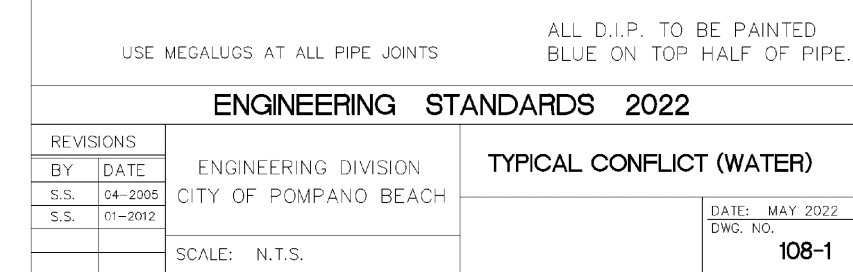 ALL D.I.P. TO BE PAINTED
BLUE ON TOP HALF OF PIPE.
USE MEGALUGS AT ALL PIPE JOINTS
ENGINEERING STANDARDS 2022
REVISIONS
BY DATE
S.S. 04-2005
S.S. 01-2012
ENGINEERING DIVISION
CITY OF POMPANO BEACH
SCALE: N.T.S.
TYPICAL CONFLICT (WATER)
DATE: MAY 2022
DWG. NO.
108-1